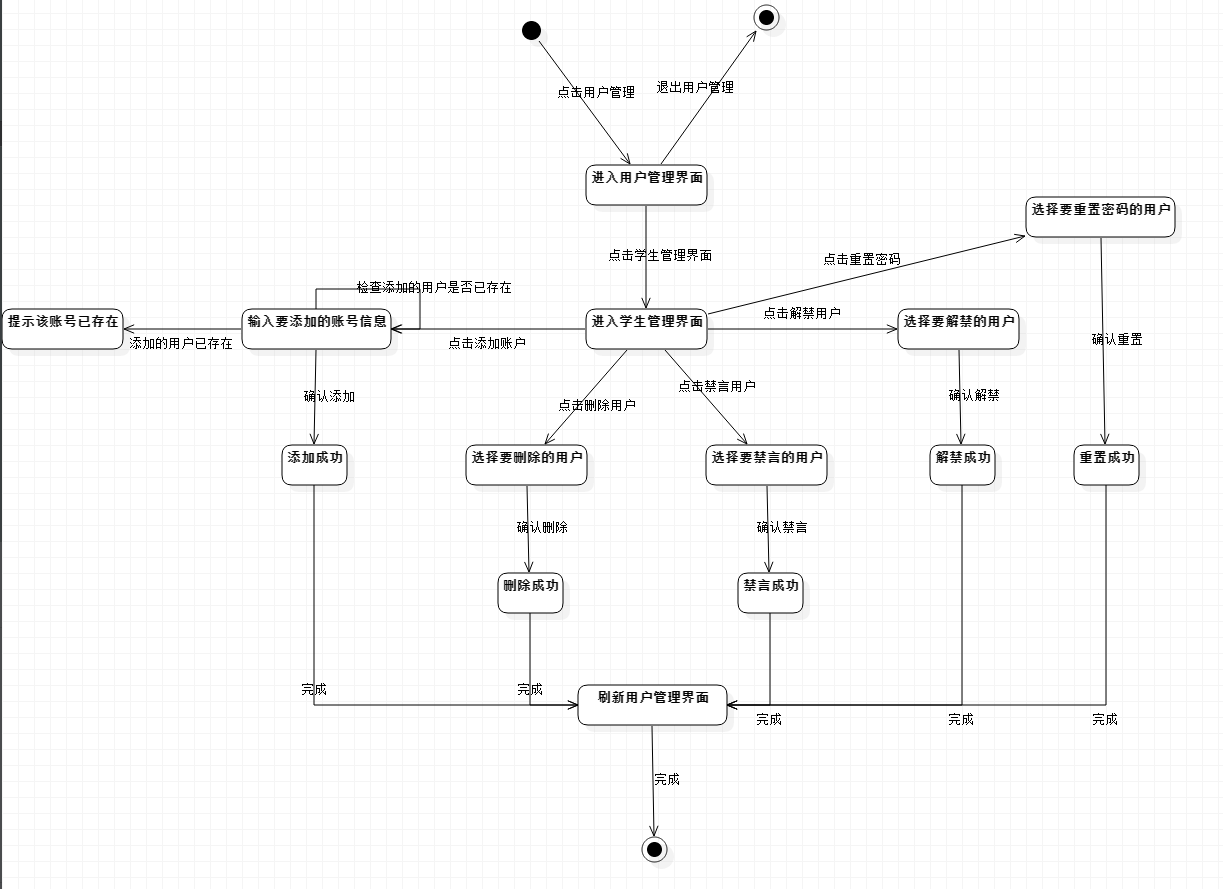 点击用户管理
退出用户管理
进入用户管理界面
选择要重置密码的用户
点击学生管理界面
点击重置密码
检查添加的用户是否已存在
点击解禁用户
提示该账号已存在
输入要添加的账号信息
进入学生管理界面
选择要解禁的用户
添加的用户已存在
点击添加账户
确认重置
点击禁言用户
确认添加
点击删除用户
确认解禁
添加成功
选择要删除的用户
选择要禁言的用户
解禁成功
重置成功
确认删除
确认禁言
删除成功
禁言成功
完成
完成
刷新用户管理界面
完成
完成
完成
完成